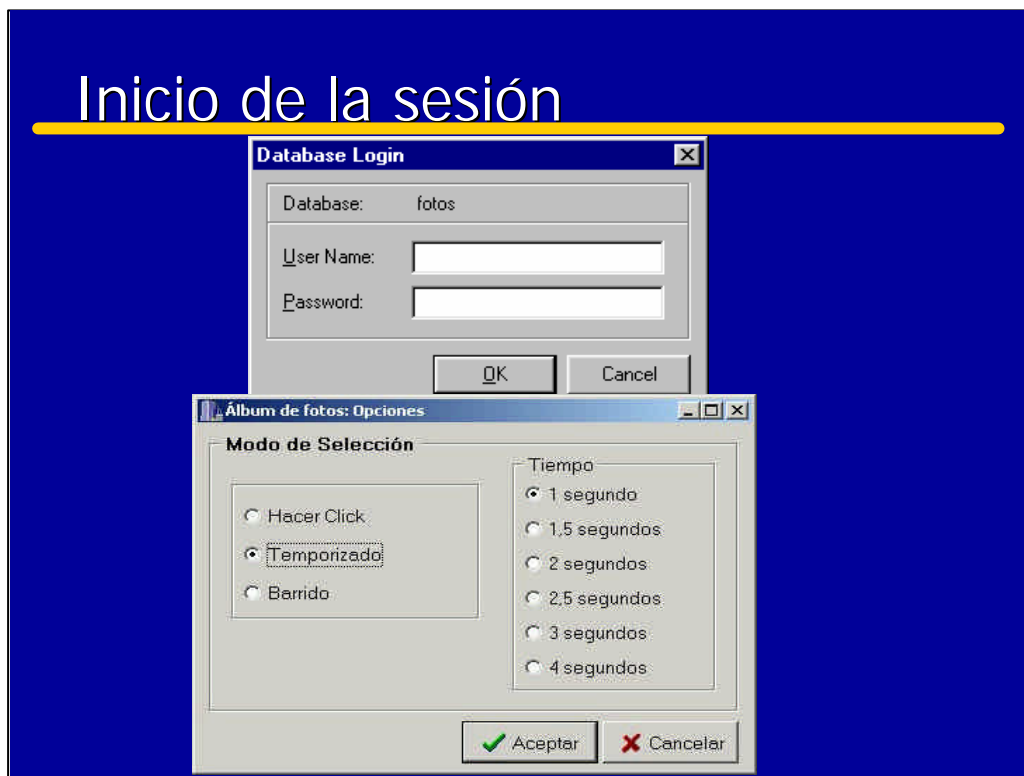 Inicio de la sesión
Database Login
Database: fotos
User Name:
Password:
OK Cancel
Álbum de fotos: Opciones
Modo de Selección
Hacer Click
Temporizado
Barrido
Tiempo
1 segundo
1,5 segundos
2 segundos
2,5 segundos
3 segundos
4 segundos
Aceptar Cancelar